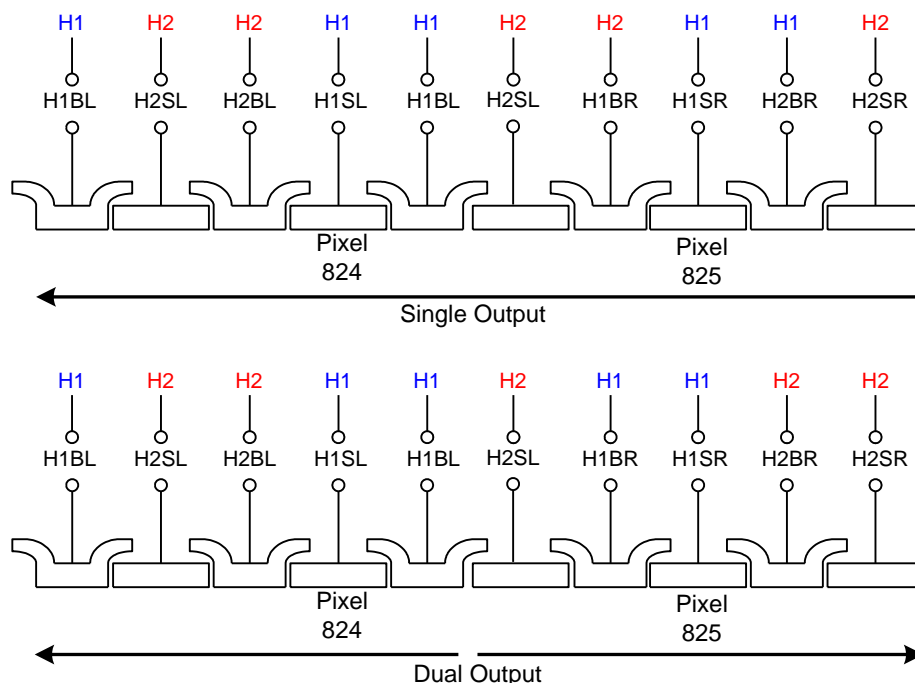 H1 H2 H2 H1 H1 H2 H2 H1 H1 H2
H1BL H2SL H2BL H1SL H1BL H2SL H1BR H1SR H2BR H2SR
Pixel Pixel
824 825
Single Output
H1 H2 H2 H1 H1 H2 H1 H1 H2 H2
H1BL H2SL H2BL H1SL H1BL H2SL H1BR H1SR H2BR H2SR
Pixel Pixel
824 825
Dual Output